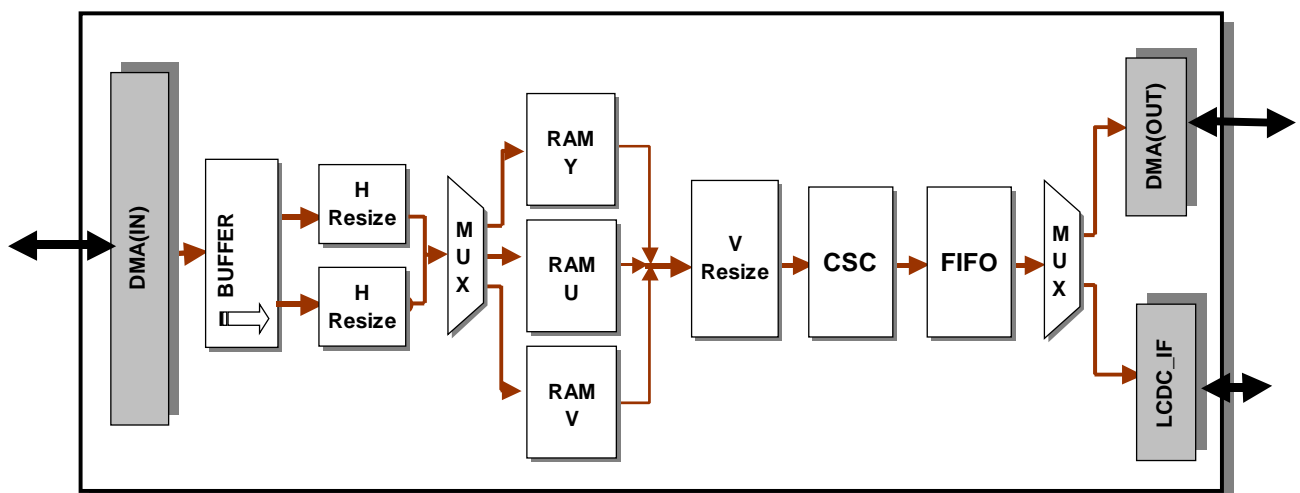 DMA(IN)
BUFFER
H
Resize
H
Resize
M
U
X
RAM
Y
RAM
U
RAM
V
V
Resize
CSC
FIFO
M
U
X
DMA(OUT)
LCDC_IF